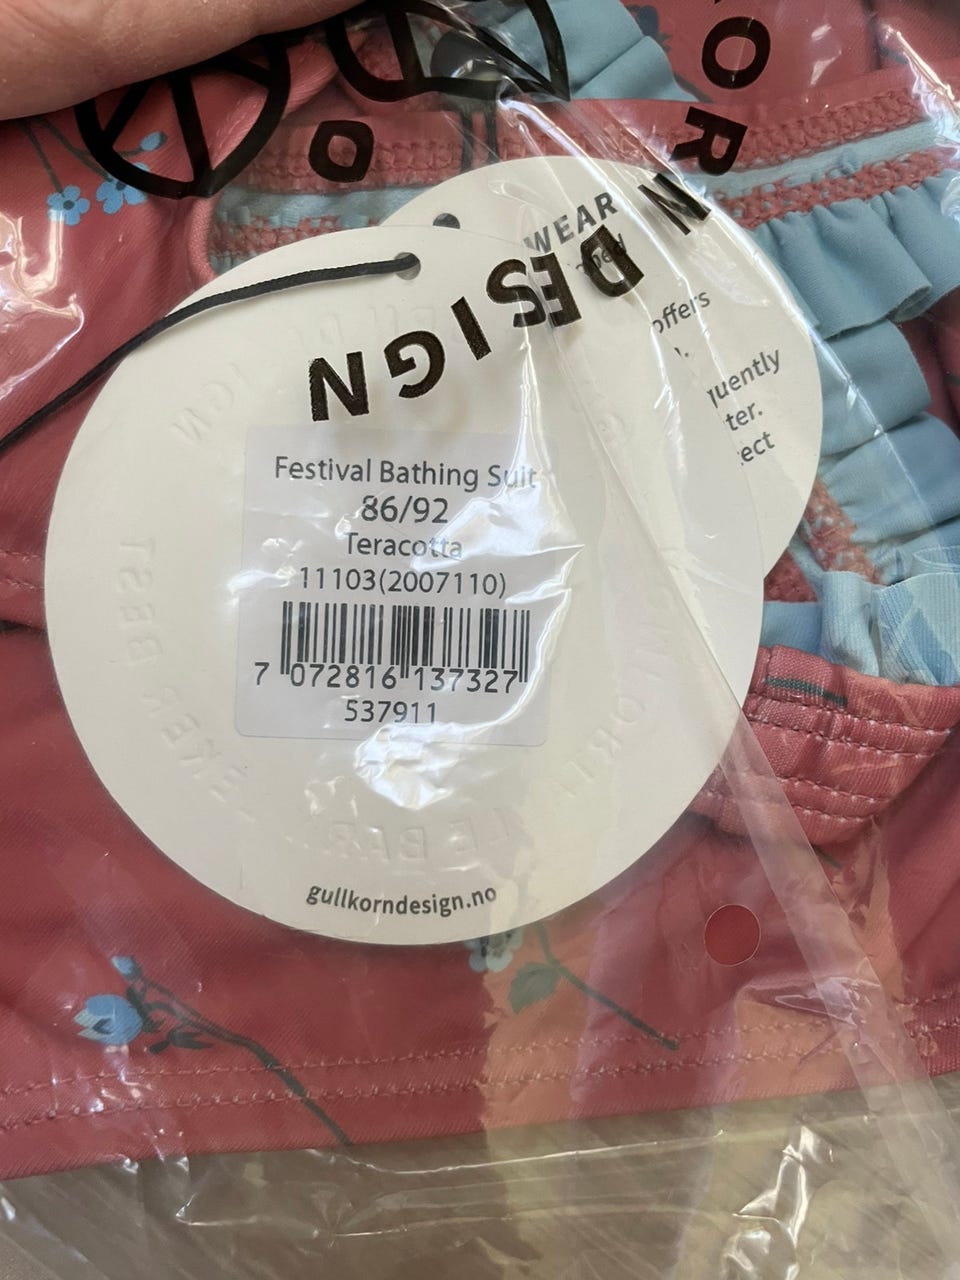 KORN DESIGN
WEAR
offers
quently
ter.
ect
Festival Bathing Suit
86/92
Teracotta
11103(2007110)
7 072816 137327
537911
gullkorndesign.no